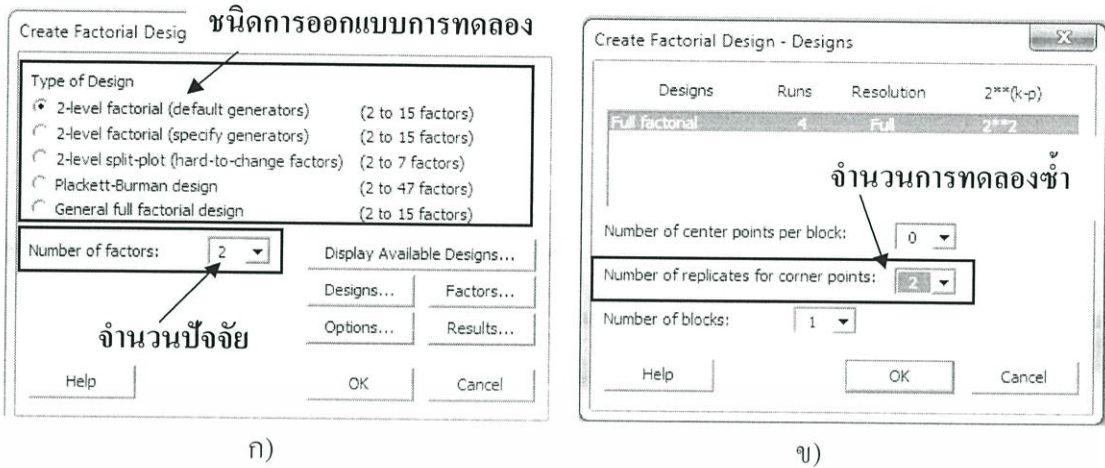 Create Factorial Desig
ชนิดการออกแบบการทดลอง
Type of Design
2-level factorial (default generators) (2 to 15 factors)
2-level factorial (specify generators) (2 to 15 factors)
2-level split-plot (hard-to-change factors) (2 to 7 factors)
Plackett-Burman design (2 to 47 factors)
General full factorial design (2 to 15 factors)
Number of factors: 2
Display Available Designs...
Designs... Factors...
Options... Results...
จำนวนปัจจัย
Help OK Cancel
ก)
Create Factorial Design - Designs
Designs Runs Resolution 2**(k-p)
Full factorial 4 Full 2**2
จำนวนการทดลองซ้ำ
Number of center points per block: 0
Number of replicates for corner points: 2
Number of blocks: 1
Help OK Cancel
ข)